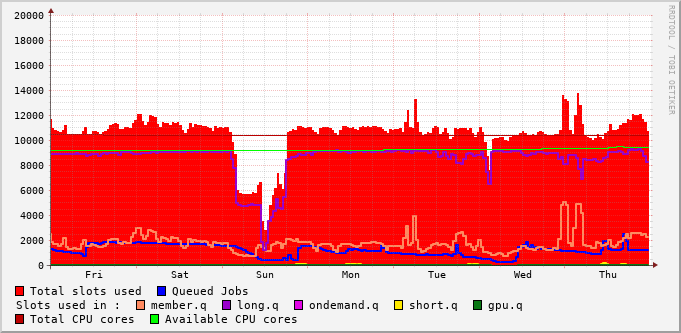 RRDTOOL / TOBI OETIKER
20000
18000
16000
14000
12000
10000
8000
6000
4000
2000
0
Fri Sat Sun Mon Tue Wed Thu
Total slots used Queued Jobs
Slots used in : member.q long.q ondemand.q short.q gpu.q
Total CPU cores Available CPU cores